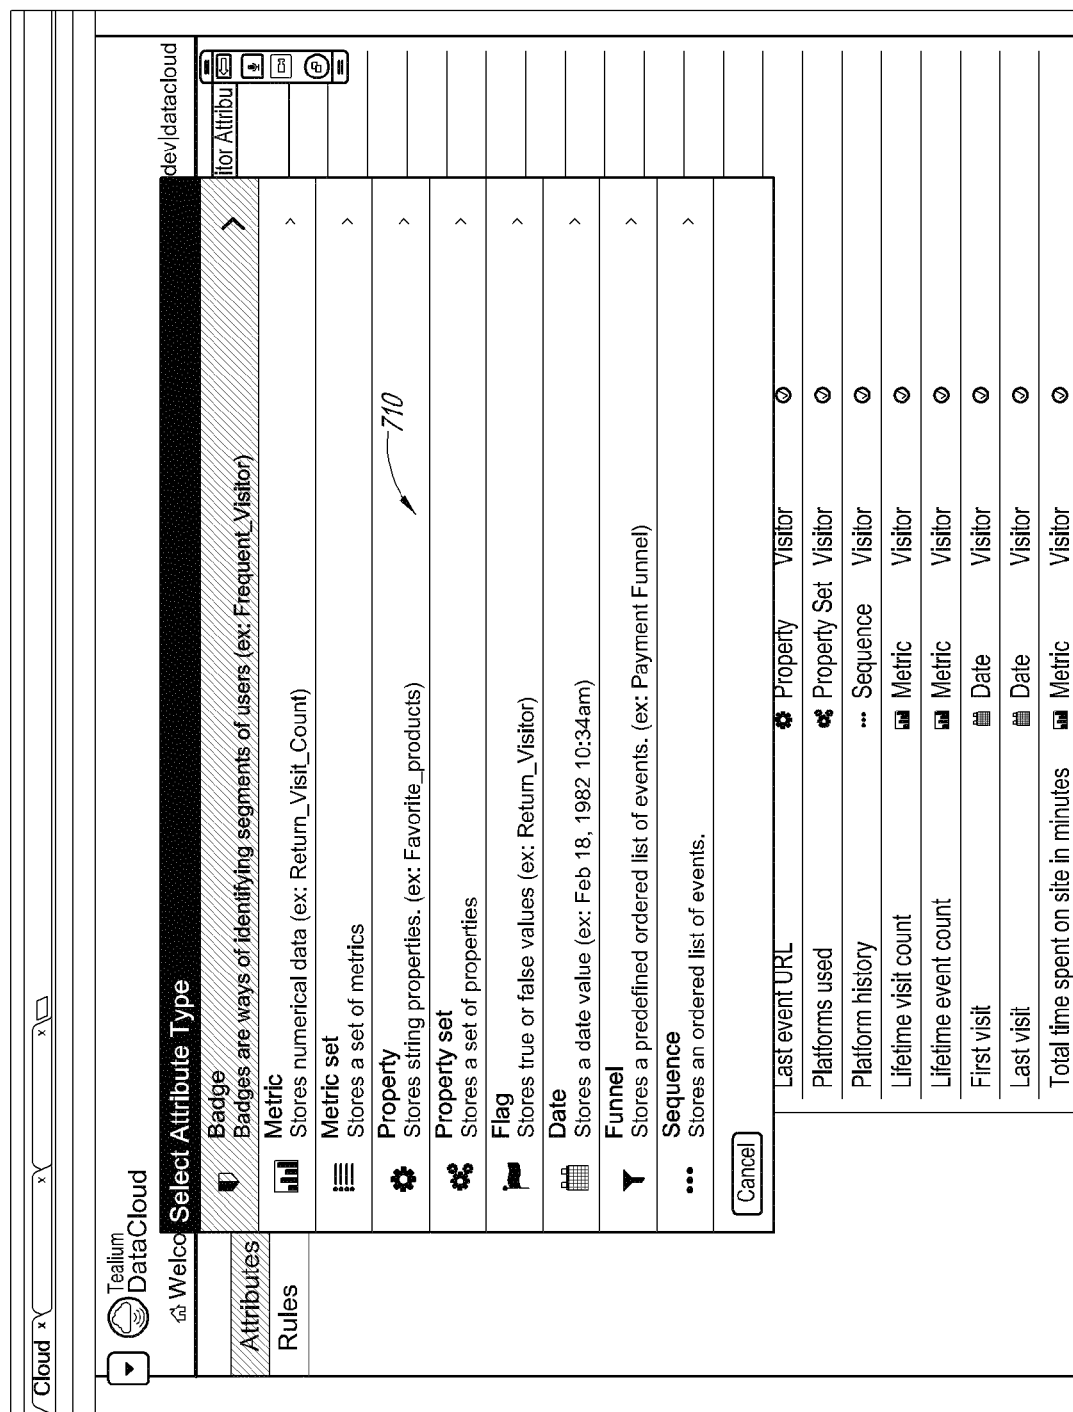 Cloud x
x
x
Tealium
DataCloud
Welco
dev|datacloud
Attributes
Rules
itor Attribu
Select Attribute Type
Badge
Badges are ways of identifying segments of users (ex: Frequent_Visitor)
Metric
Stores numerical data (ex: Return_Visit_Count)
Metric set
Stores a set of metrics
Property
Stores string properties. (ex: Favorite_products)
710
Property set
Stores a set of properties
Flag
Stores true or false values (ex: Return_Visitor)
Date
Stores a date value (ex: Feb 18, 1982 10:34am)
Funnel
Stores a predefined ordered list of events. (ex: Payment Funnel)
Sequence
Stores an ordered list of events.
Cancel
Last event URL Property Visitor
Platforms used Property Set Visitor
Platform history Sequence Visitor
Lifetime visit count Metric Visitor
Lifetime event count Metric Visitor
First visit Date Visitor
Last visit Date Visitor
Total time spent on site in minutes Metric Visitor